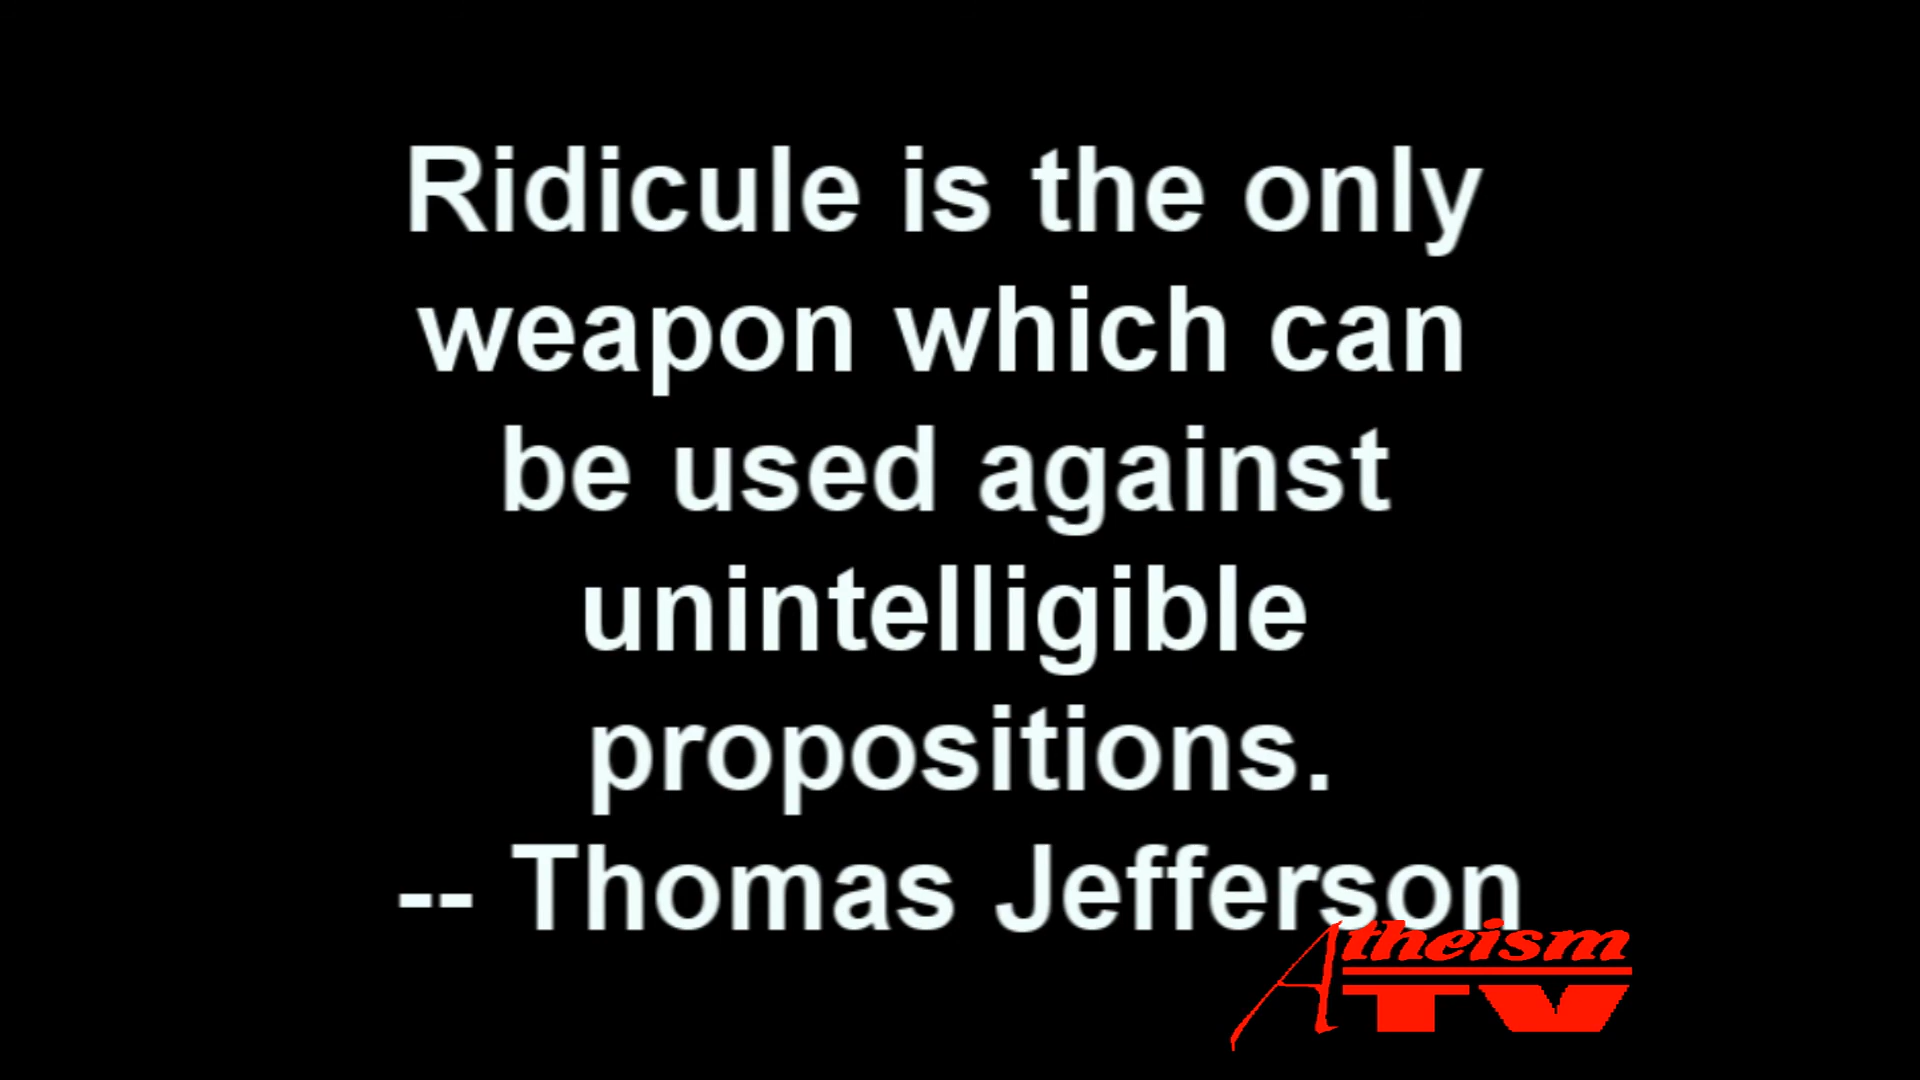 Ridicule is the only
weapon which can
be used against
unintelligible
propositions.
-- Thomas Jefferson
Atheism
TV